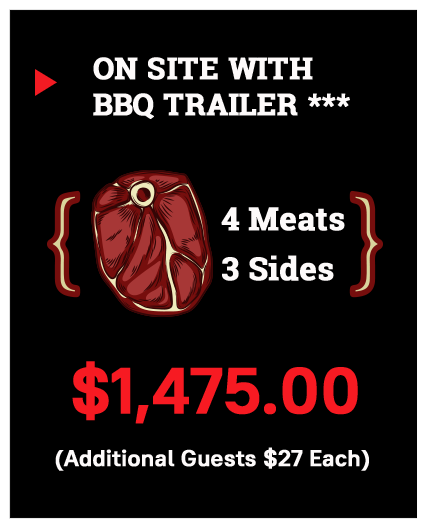 ON SITE WITH
BBQ TRAILER ***
4 Meats
3 Sides
$1,475.00
(Additional Guests $27 Each)